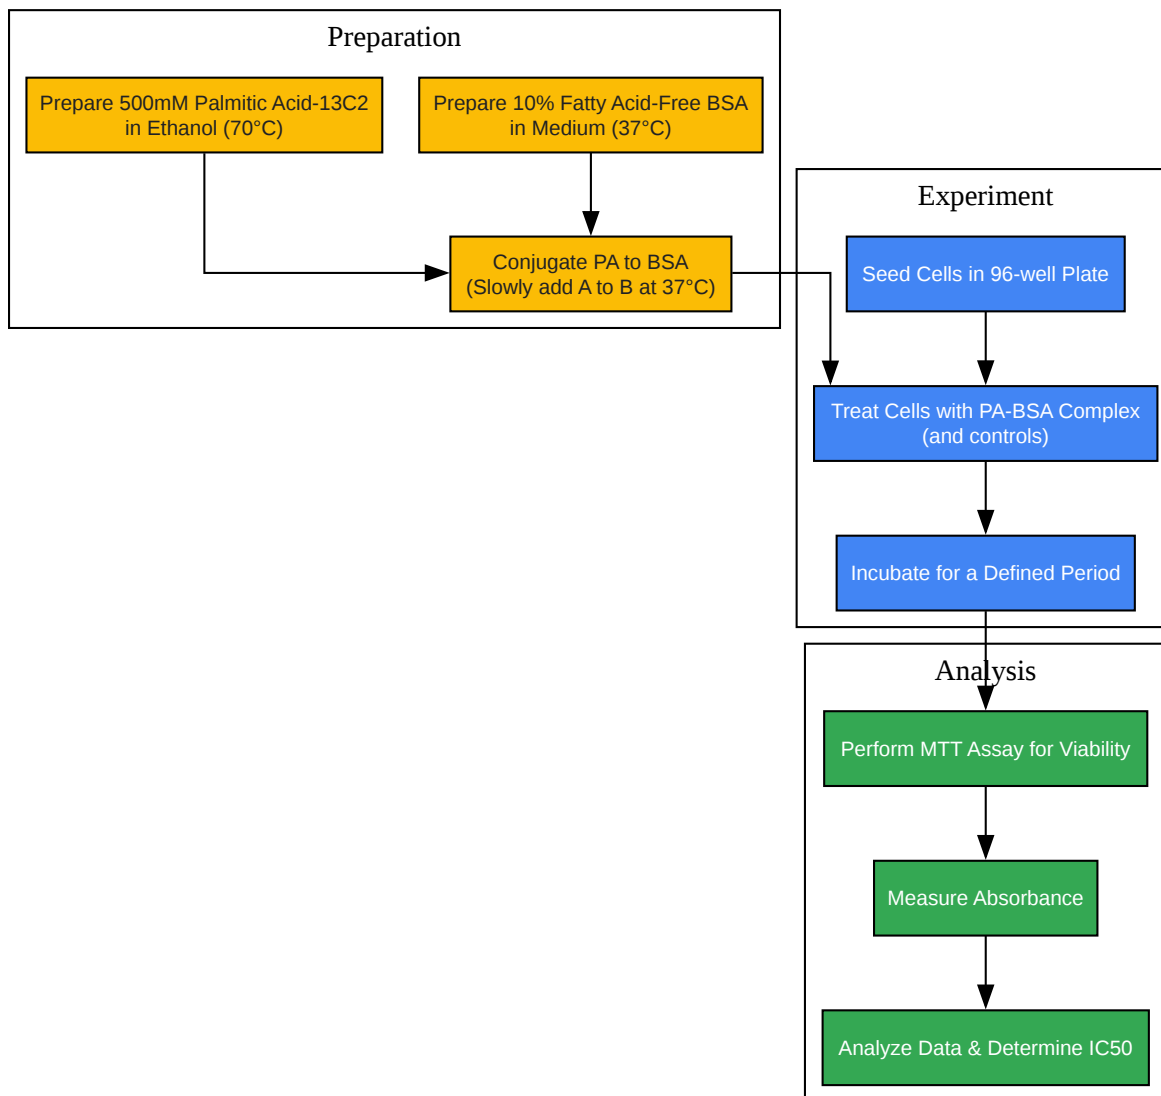 Preparation
Prepare 500mM Palmitic Acid-13C2
in Ethanol (70°C)
Prepare 10% Fatty Acid-Free BSA
in Medium (37°C)
Conjugate PA to BSA
(Slowly add A to B at 37°C)
Experiment
Seed Cells in 96-well Plate
Treat Cells with PA-BSA Complex
(and controls)
Incubate for a Defined Period
Analysis
Perform MTT Assay for Viability
Measure Absorbance
Analyze Data & Determine IC50